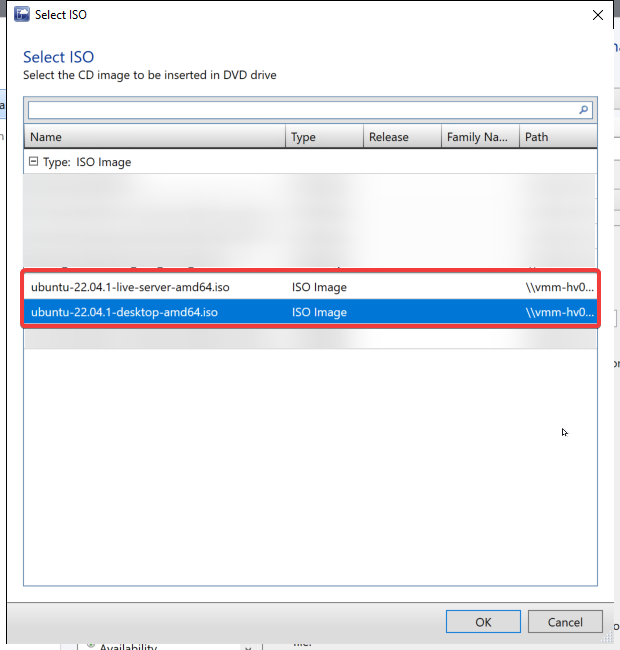 Select ISO
Select ISO
Select the CD image to be inserted in DVD drive
Name Type Release Family Na... Path
Type: ISO Image
ubuntu-22.04.1-live-server-amd64.iso ISO Image \\vmm-hv0...
ubuntu-22.04.1-desktop-amd64.iso ISO Image \\vmm-hv0...
OK Cancel
Availability